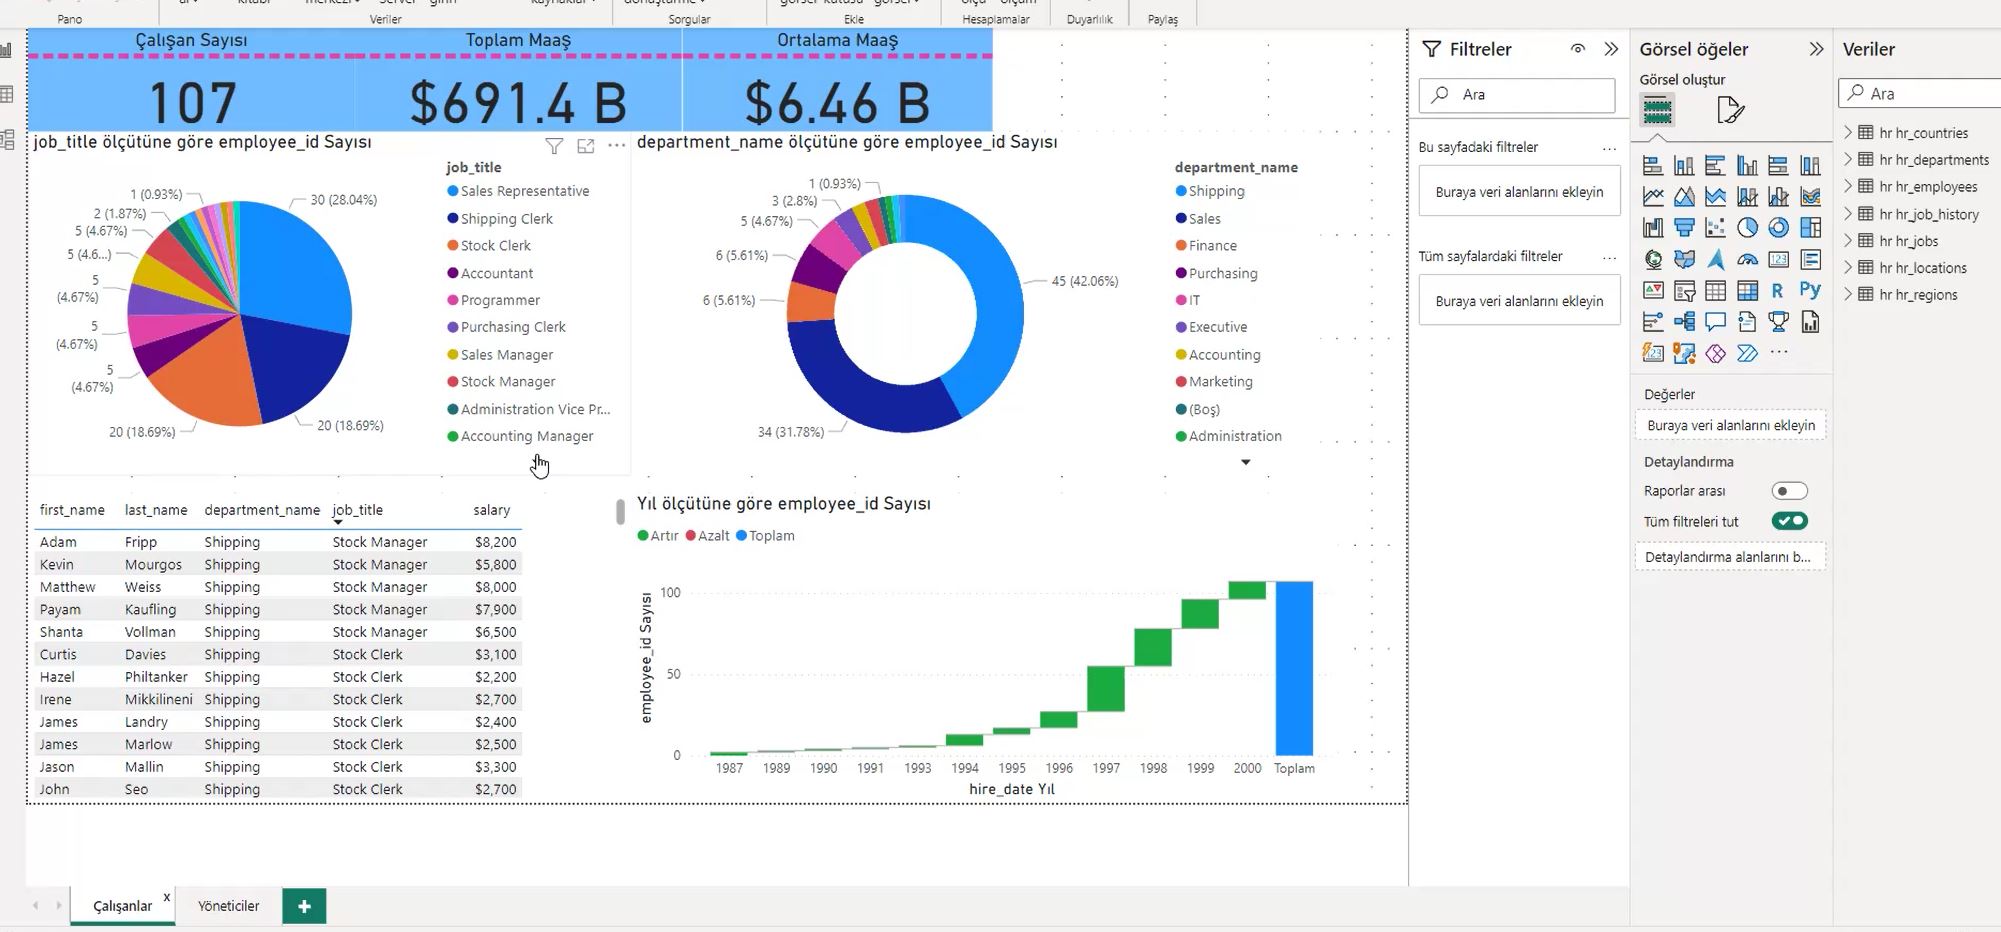 Pano
Veriler
Sorgular
Ekle
Hesaplamalar
Duyarlılık
Paylaş
Çalışan Sayısı
107
Toplam Maaş
$691.4 B
Ortalama Maaş
$6.46 B
job_title ölçütüne göre employee_id Sayısı
1 (0.93%)
2 (1.87%)
5 (4.67%)
5 (4.6...)
5
(4.67%)
5
(4.67%)
5
(4.67%)
20 (18.69%)
20 (18.69%)
30 (28.04%)
job_title
Sales Representative
Shipping Clerk
Stock Clerk
Accountant
Programmer
Purchasing Clerk
Sales Manager
Stock Manager
Administration Vice Pr...
Accounting Manager
department_name ölçütüne göre employee_id Sayısı
1 (0.93%)
3 (2.8%)
5 (4.67%)
6 (5.61%)
6 (5.61%)
34 (31.78%)
45 (42.06%)
department_name
Shipping
Sales
Finance
Purchasing
IT
Executive
Accounting
Marketing
(Boş)
Administration
first_name last_name department_name job_title salary
Adam Fripp Shipping Stock Manager $8,200
Kevin Mourgos Shipping Stock Manager $5,800
Matthew Weiss Shipping Stock Manager $8,000
Payam Kaufling Shipping Stock Manager $7,900
Shanta Vollman Shipping Stock Manager $6,500
Curtis Davies Shipping Stock Clerk $3,100
Hazel Philtanker Shipping Stock Clerk $2,200
Irene Mikkilineni Shipping Stock Clerk $2,700
James Landry Shipping Stock Clerk $2,400
James Marlow Shipping Stock Clerk $2,500
Jason Mallin Shipping Stock Clerk $3,300
John Seo Shipping Stock Clerk $2,700
Yıl ölçütüne göre employee_id Sayısı
Artır Azalt Toplam
employee_id Sayısı
100
50
0
1987 1989 1990 1991 1993 1994 1995 1996 1997 1998 1999 2000 Toplam
hire_date Yıl
Çalışanlar x
Yöneticiler
+
Filtreler
Ara
Bu sayfadaki filtreler ...
Buraya veri alanlarını ekleyin
Tüm sayfalardaki filtreler ...
Buraya veri alanlarını ekleyin
Görsel öğeler
Görsel oluştur
123
R
Py
123
...
Değerler
Buraya veri alanlarını ekleyin
Detaylandırma
Raporlar arası
Tüm filtreleri tut
Detaylandırma alanlarını b...
Veriler
Ara
hr hr_countries
hr hr_departments
hr hr_employees
hr hr_job_history
hr hr_jobs
hr hr_locations
hr hr_regions